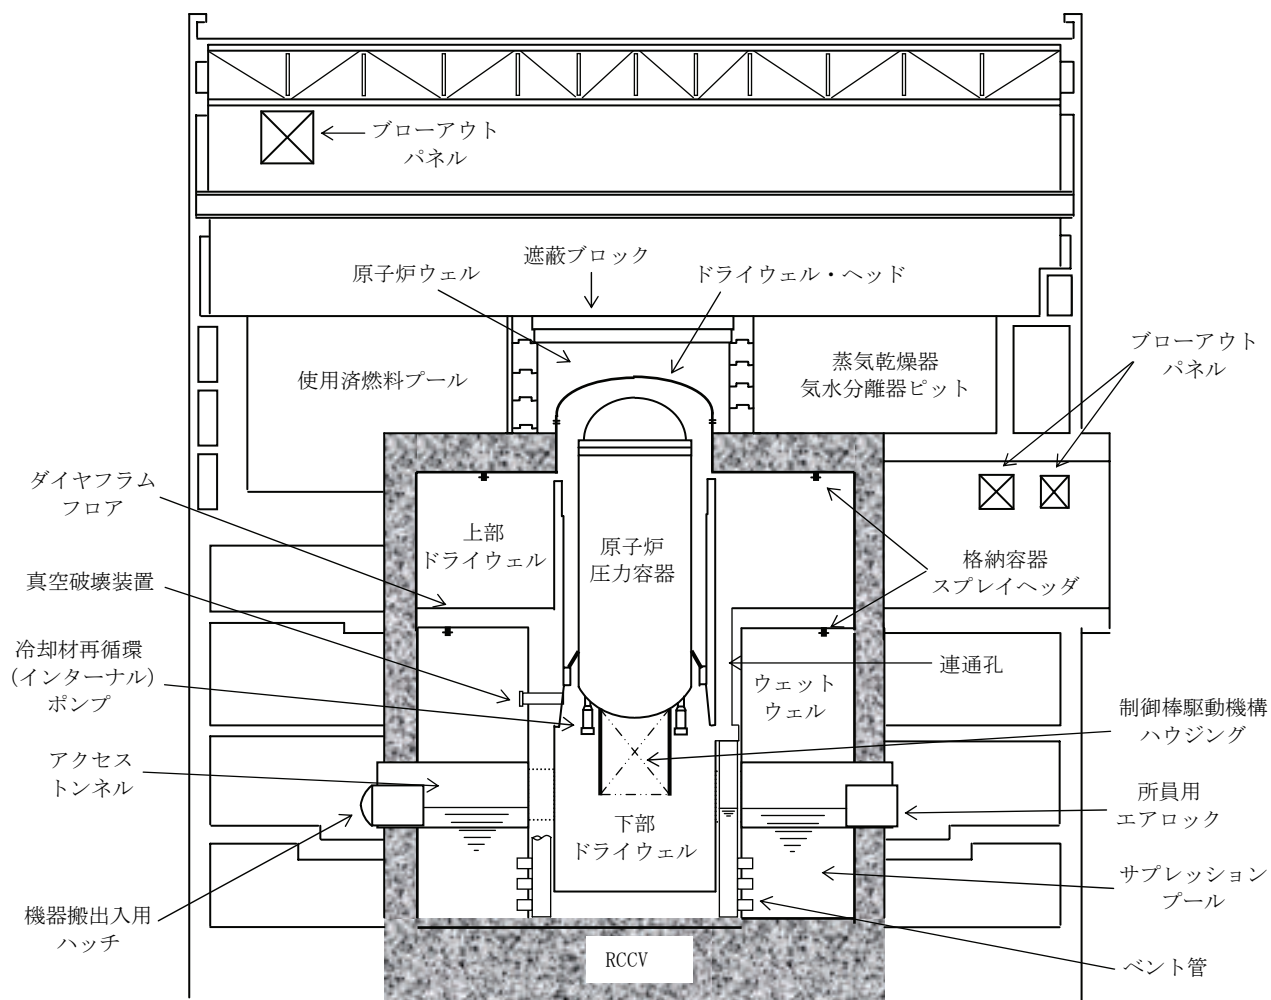 ブローアウト
パネル
遮蔽ブロック
原子炉ウェル
ドライウェル・ヘッド
ブローアウト
パネル
使用済燃料プール
蒸気乾燥器
気水分離器ピット
ダイヤフラム
フロア
上部
ドライウェル
原子炉
圧力容器
格納容器
スプレイヘッダ
真空破壊装置
冷却材再循環
(インターナル)
ポンプ
連通孔
ウェット
ウェル
制御棒駆動機構
ハウジング
アクセス
トンネル
所員用
エアロック
下部
ドライウェル
サプレッション
プール
機器搬出入用
ハッチ
RCCV
ベント管